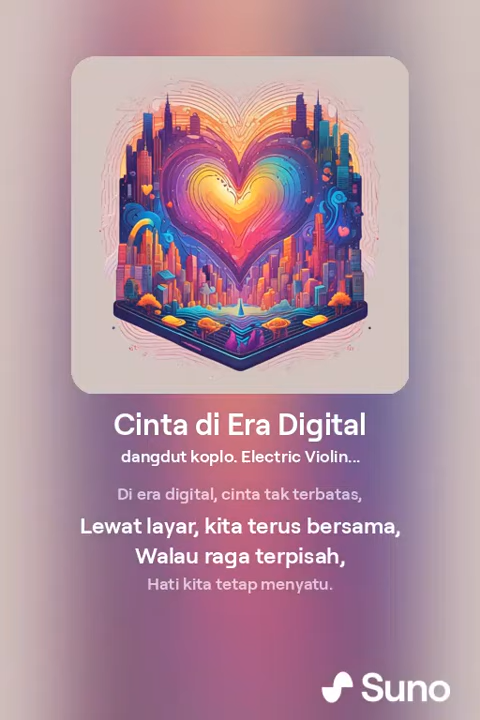 Cinta di Era Digital
dangdut koplo. Electric Violin...
Di era digital, cinta tak terbatas,
Lewat layar, kita terus bersama,
Walau raga terpisah,
Hati kita tetap menyatu.
Suno